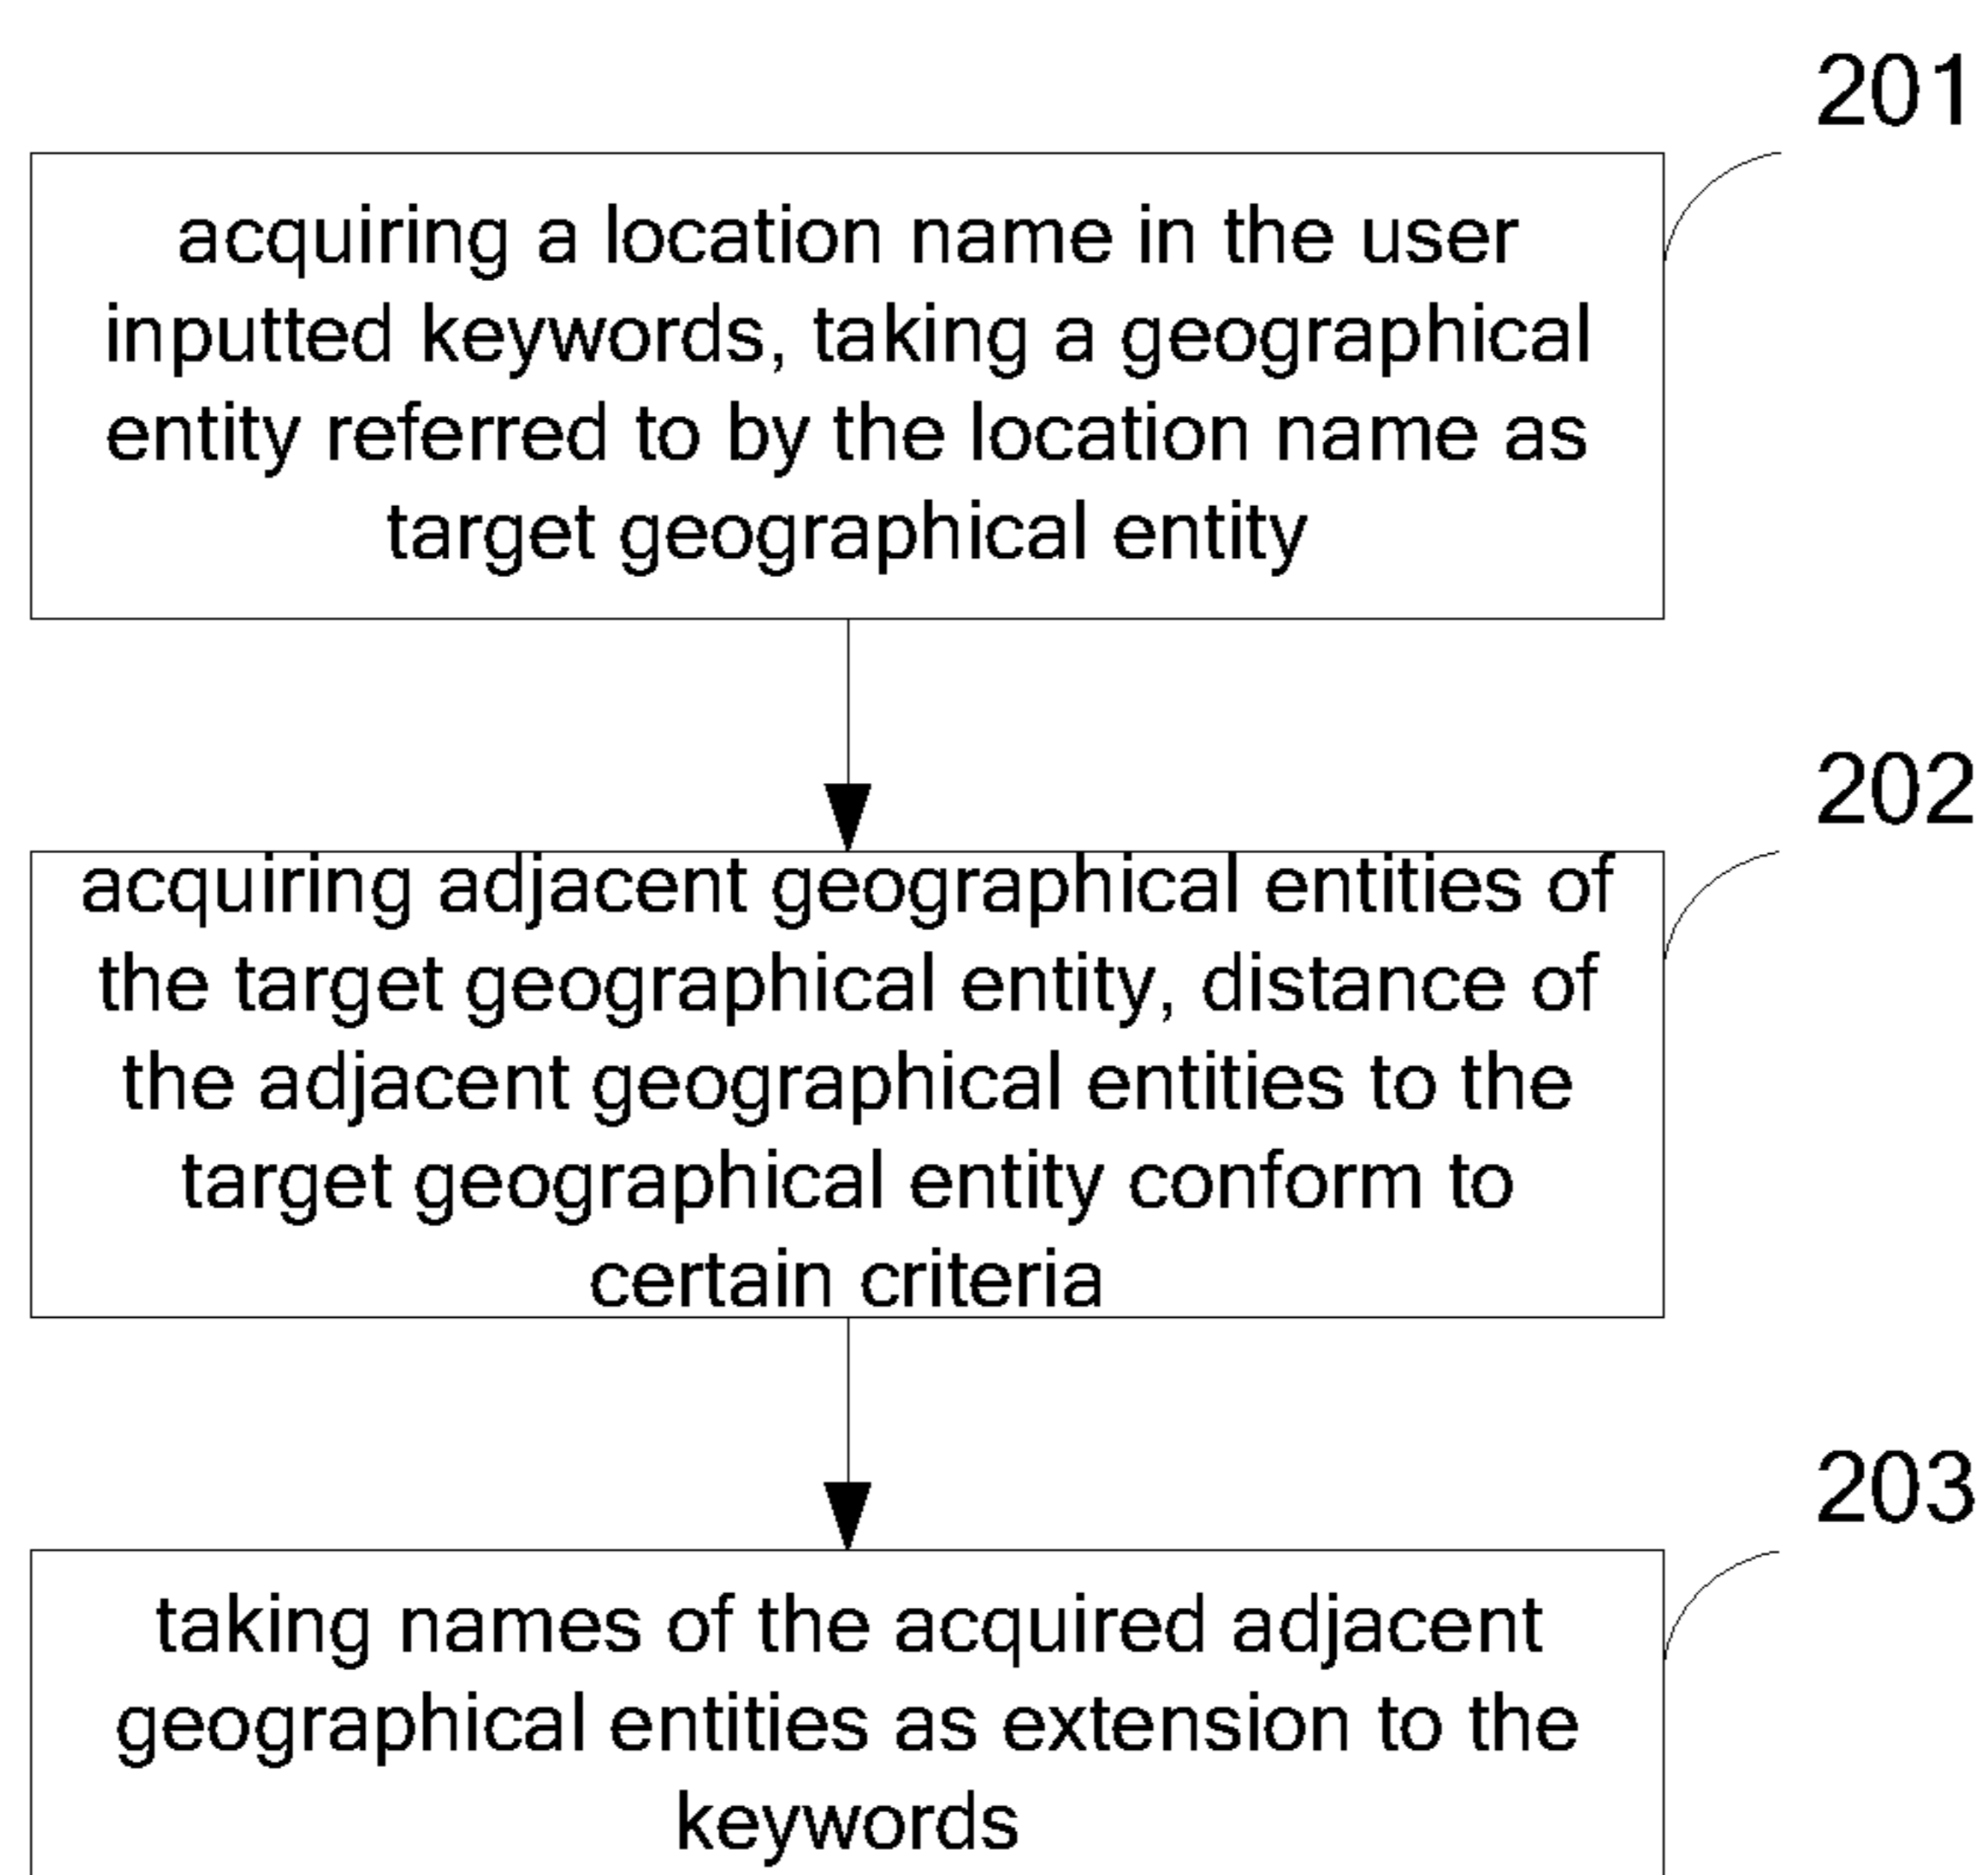 201
acquiring a location name in the user
inputted keywords, taking a geographical
entity referred to by the location name as
target geographical entity
202
acquiring adjacent geographical entities of
the target geographical entity, distance of
the adjacent geographical entities to the
target geographical entity conform to
certain criteria
203
taking names of the acquired adjacent
geographical entities as extension to the
keywords